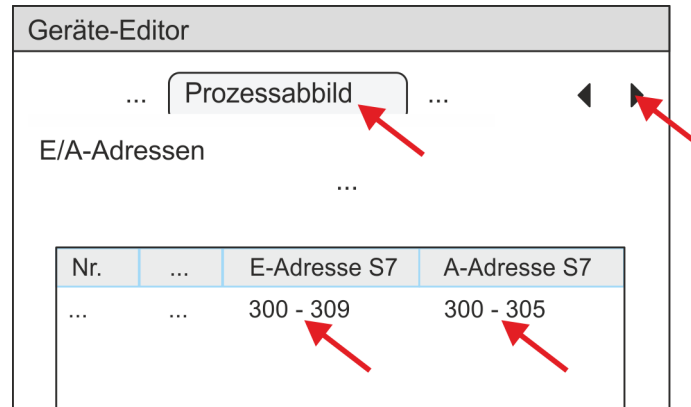 Geräte-Editor
... Prozessabbild ...
E/A-Adressen
...
Nr. ... E-Adresse S7 A-Adresse S7
... ... 300 - 309 300 - 305